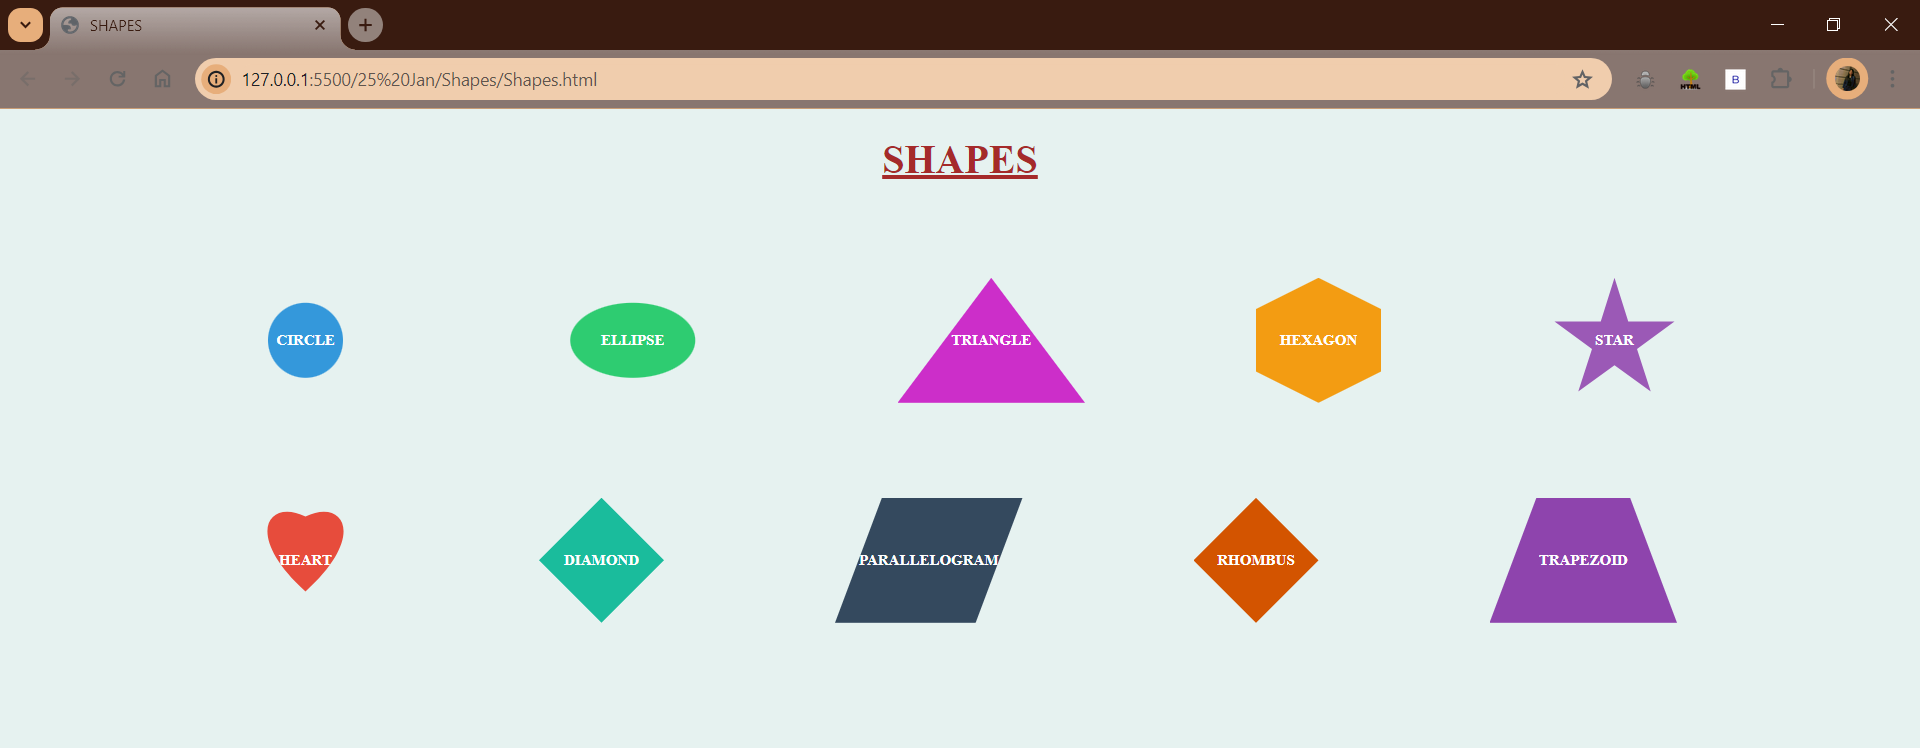 SHAPES
127.0.0.1:5500/25%20Jan/Shapes/Shapes.html
HTML
B
SHAPES
CIRCLE
ELLIPSE
TRIANGLE
HEXAGON
STAR
HEART
DIAMOND
PARALLELOGRAM
RHOMBUS
TRAPEZOID